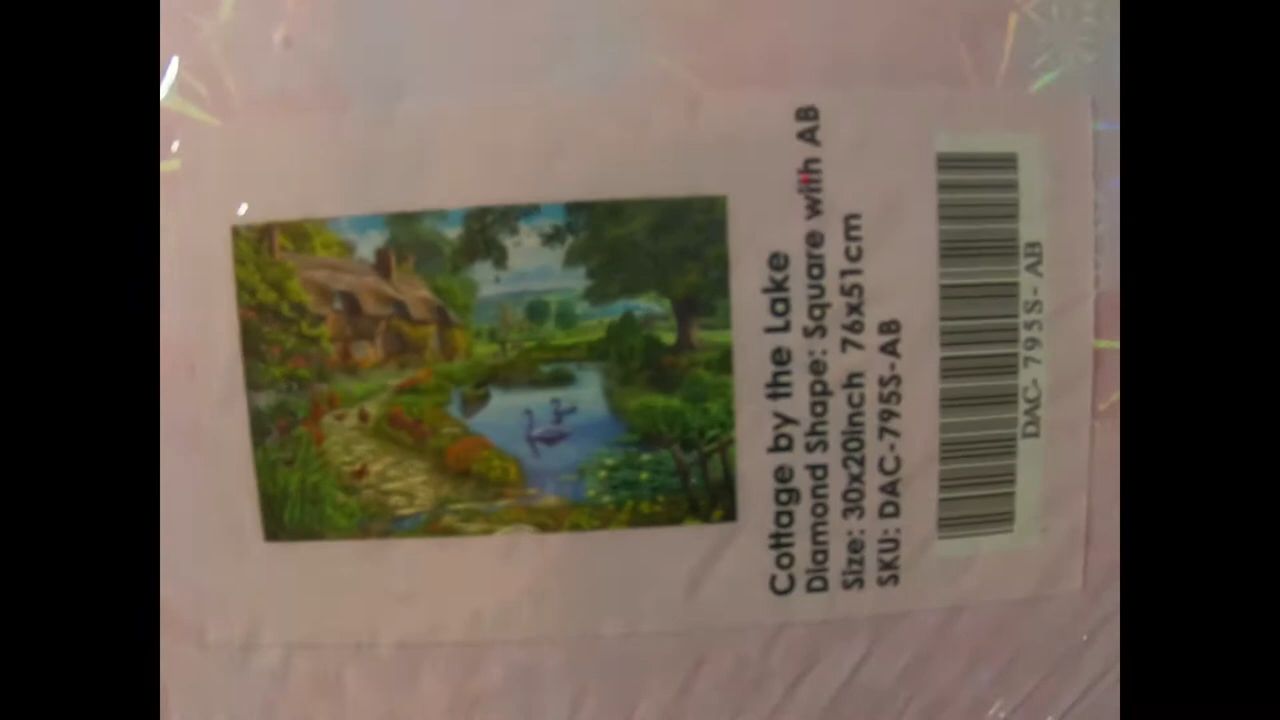 Cottage by the Lake
Diamond Shape: Square with AB
Size: 30x20inch 76x51cm
SKU: DAC-795S-AB
DAC- 795S- AB